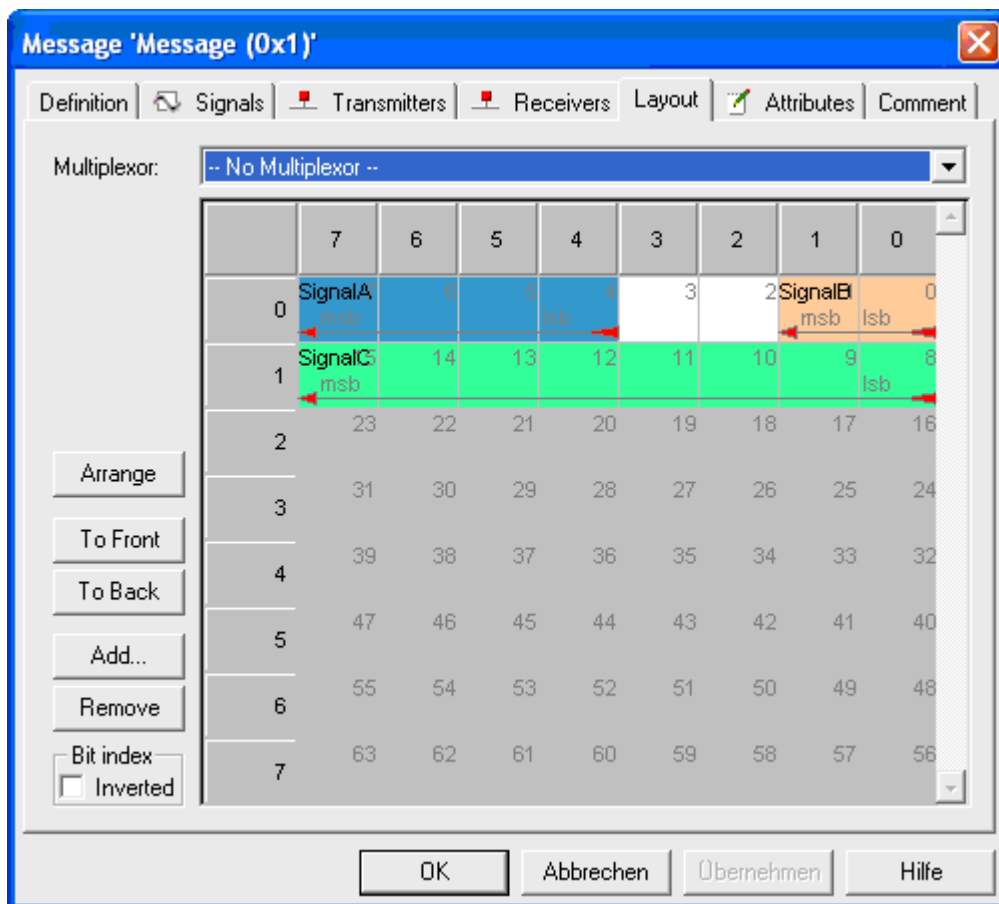 Message 'Message (0x1)'
Definition Signals Transmitters Receivers Layout Attributes Comment
Multiplexor: -- No Multiplexor --
7 6 5 4 3 2 1 0
0 SignalA 6 5 4 3 2 SignalB 0
msb lsb msb lsb
1 SignalC 14 13 12 11 10 9 8
msb lsb
2 23 22 21 20 19 18 17 16
Arrange
3 31 30 29 28 27 26 25 24
To Front
4 39 38 37 36 35 34 33 32
To Back
5 47 46 45 44 43 42 41 40
Add...
6 55 54 53 52 51 50 49 48
Remove
7 63 62 61 60 59 58 57 56
Bit index
Inverted
OK Abbrechen Übernehmen Hilfe